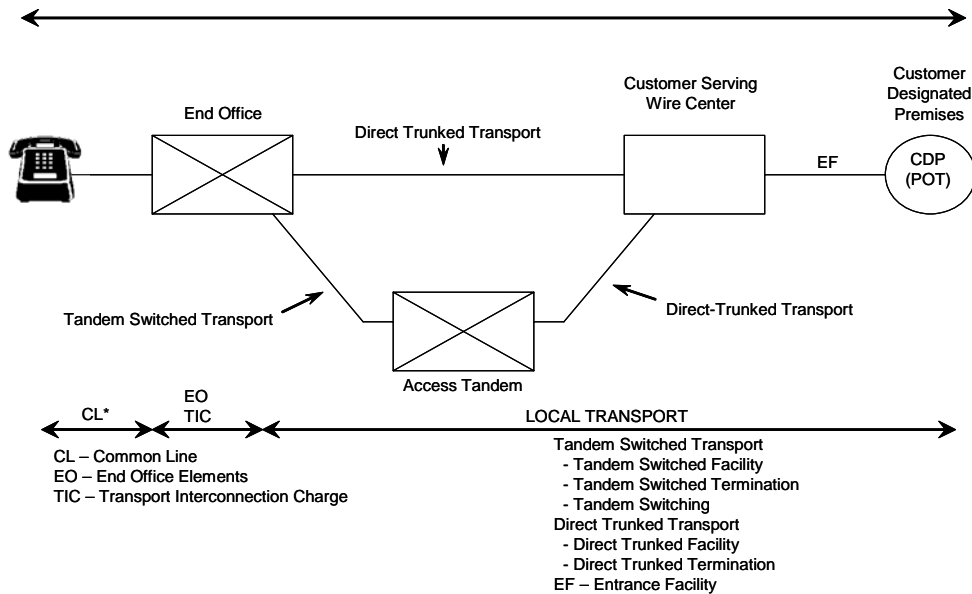 Customer
Designated
Premises
Customer Serving
Wire Center
End Office
Direct Trunked Transport
EF
CDP
(POT)
Tandem Switched Transport
Direct-Trunked Transport
Access Tandem
CL*
EO
TIC
LOCAL TRANSPORT
CL – Common Line
EO – End Office Elements
TIC – Transport Interconnection Charge
Tandem Switched Transport
- Tandem Switched Facility
- Tandem Switched Termination
- Tandem Switching
Direct Trunked Transport
- Direct Trunked Facility
- Direct Trunked Termination
EF – Entrance Facility